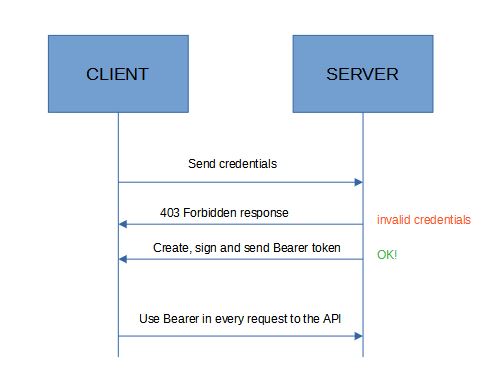 CLIENT
SERVER
Send credentials
403 Forbidden response
invalid credentials
Create, sign and send Bearer token
OK!
Use Bearer in every request to the API